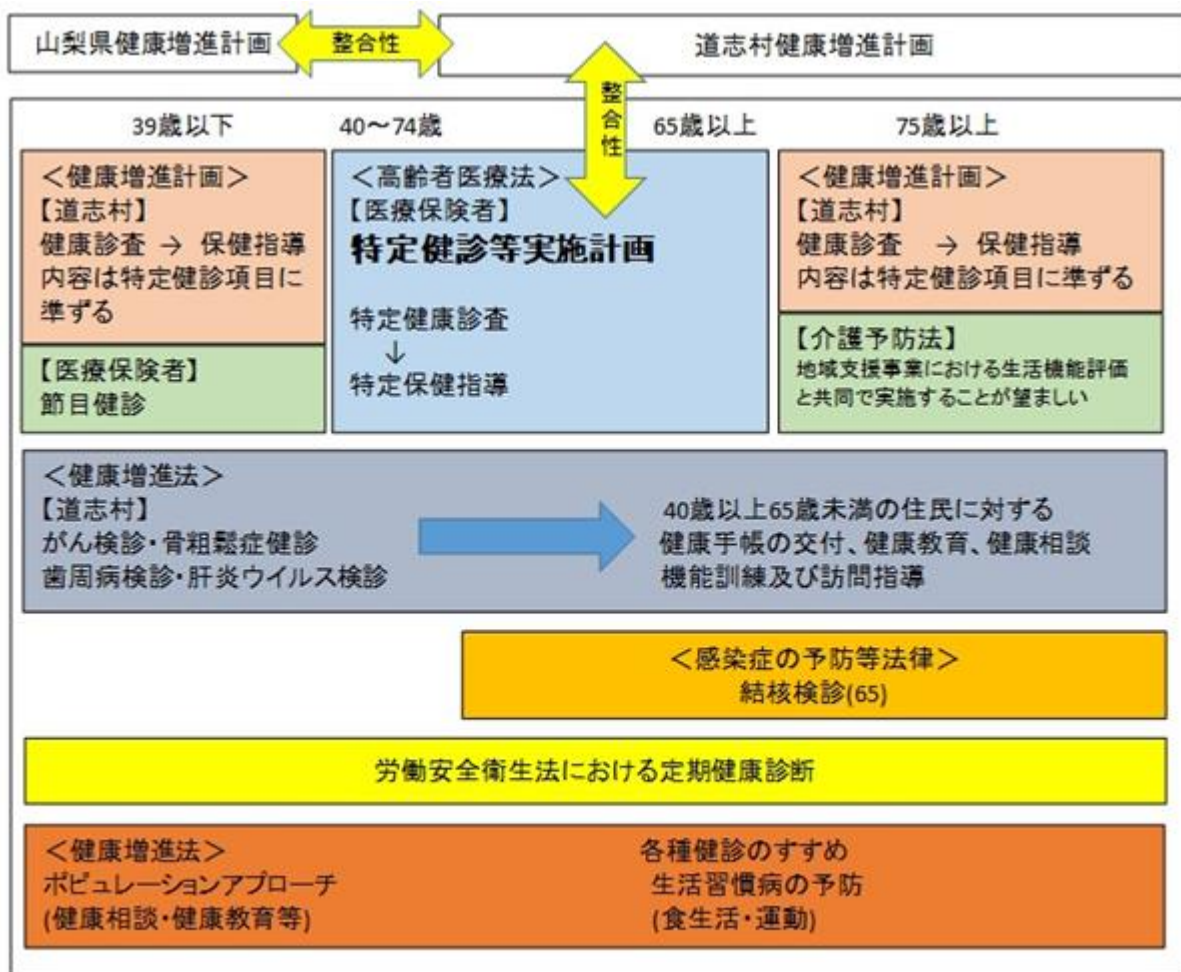 山梨県健康増進計画
整合性
道志村健康増進計画
整合性
39歳以下
40～74歳
65歳以上
75歳以上
＜健康増進計画＞
【道志村】
健康診査 → 保健指導
内容は特定健診項目に
準ずる
【医療保険者】
節目健診
＜高齢者医療法＞
【医療保険者】
特定健診等実施計画
特定健康診査
↓
特定保健指導
＜健康増進計画＞
【道志村】
健康診査 → 保健指導
内容は特定健診項目に
準ずる
【介護予防法】
地域支援事業における生活機能評価
と共同で実施することが望ましい
＜健康増進法＞
【道志村】
がん検診・骨粗鬆症健診
歯周病検診・肝炎ウイルス検診
40歳以上65歳未満の住民に対する
健康手帳の交付、健康教育、健康相談
機能訓練及び訪問指導
＜感染症の予防等法律＞
結核検診(65)
労働安全衛生法における定期健康診断
＜健康増進法＞
ポピュレーションアプローチ
(健康相談・健康教育等)
各種健診のすすめ
生活習慣病の予防
(食生活・運動)